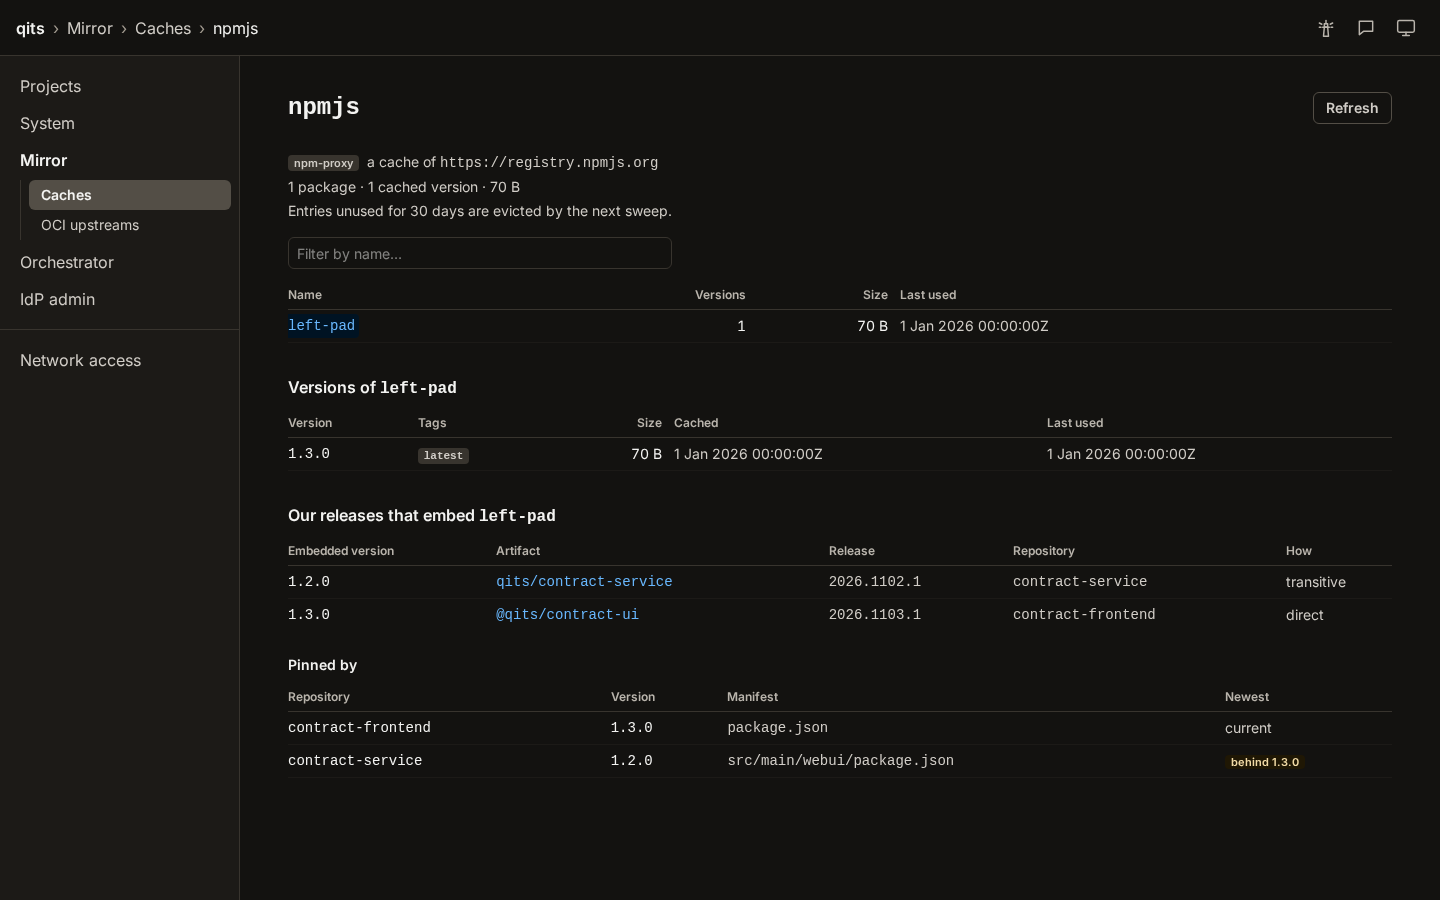 qits › Mirror › Caches › npmjs
Projects
System
Mirror
Caches
OCI upstreams
Orchestrator
IdP admin
Network access
npmjs
Refresh
npm-proxy a cache of https://registry.npmjs.org
1 package · 1 cached version · 70 B
Entries unused for 30 days are evicted by the next sweep.
Filter by name...
Name Versions Size Last used
left-pad 1 70 B 1 Jan 2026 00:00:00Z
Versions of left-pad
Version Tags Size Cached Last used
1.3.0 latest 70 B 1 Jan 2026 00:00:00Z 1 Jan 2026 00:00:00Z
Our releases that embed left-pad
Embedded version Artifact Release Repository How
1.2.0 qits/contract-service 2026.1102.1 contract-service transitive
1.3.0 @qits/contract-ui 2026.1103.1 contract-frontend direct
Pinned by
Repository Version Manifest Newest
contract-frontend 1.3.0 package.json current
contract-service 1.2.0 src/main/webui/package.json behind 1.3.0